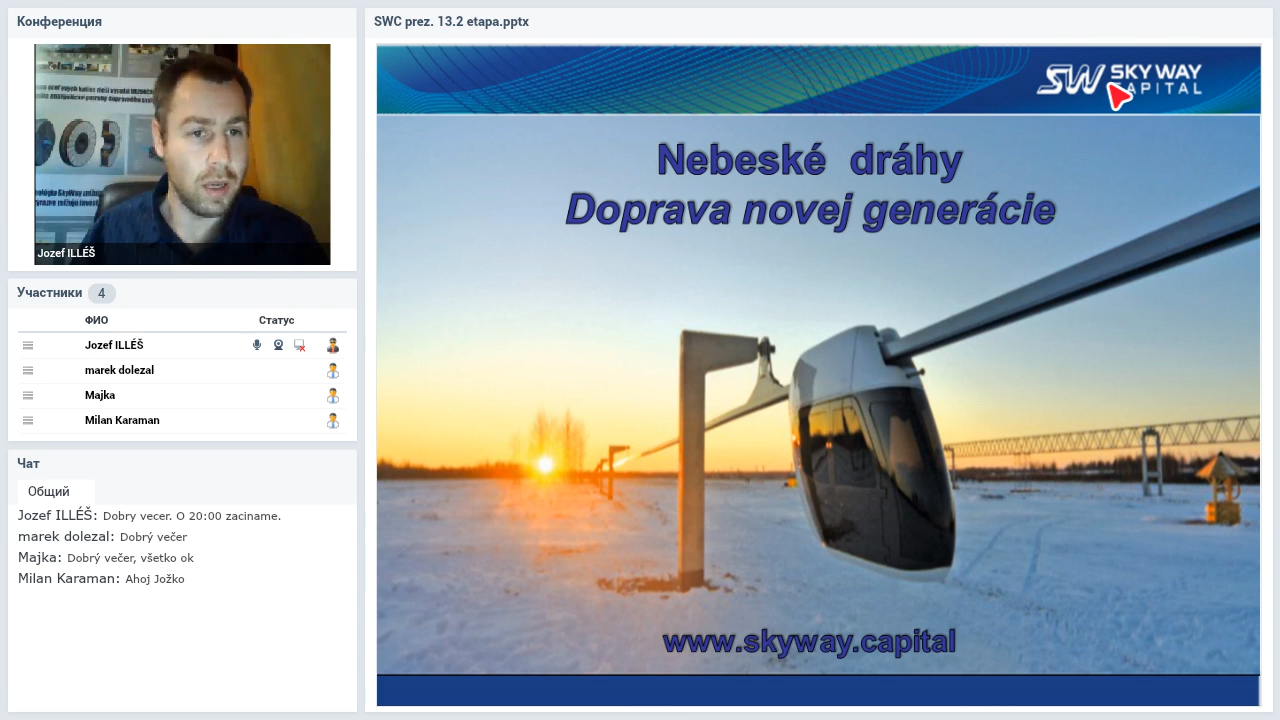 Конференция
Jozef ILLÉŠ
Участники 4
ФИО Статус
Jozef ILLÉŠ
marek dolezal
Majka
Milan Karaman
Чат
Общий
Jozef ILLÉŠ: Dobry vecer. O 20:00 zaciname.
marek dolezal: Dobrý večer
Majka: Dobrý večer, všetko ok
Milan Karaman: Ahoj Jožko
SWC prez. 13.2 etapa.pptx
SW SKY WAY
CAPITAL
Nebeské dráhy
Doprava novej generácie
www.skyway.capital